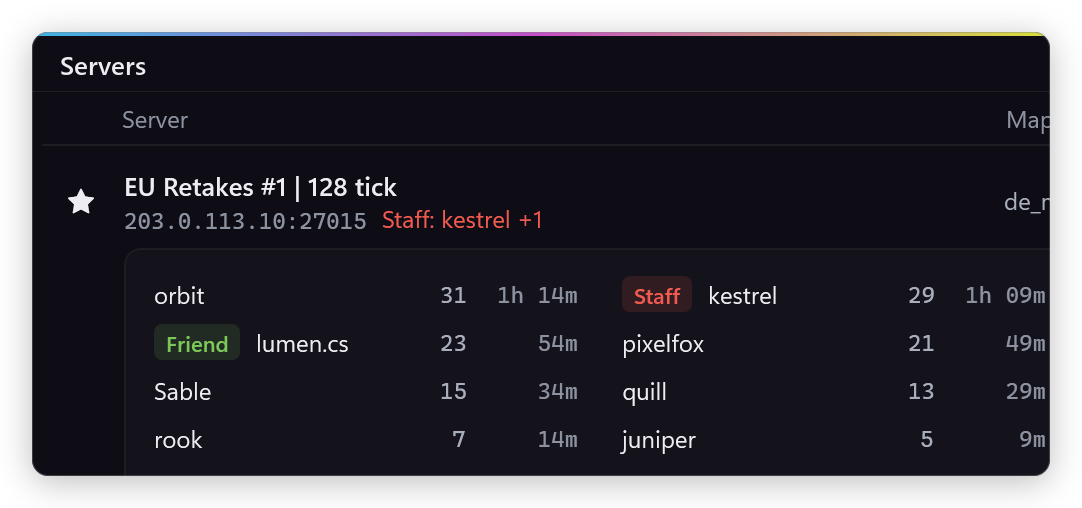 Servers
Server Map
EU Retakes #1 | 128 tick
203.0.113.10:27015 Staff: kestrel +1
de_
orbit 31 1h 14m Staff kestrel 29 1h 09m
Friend lumen.cs 23 54m pixelfox 21 49m
Sable 15 34m quill 13 29m
rook 7 14m juniper 5 9m